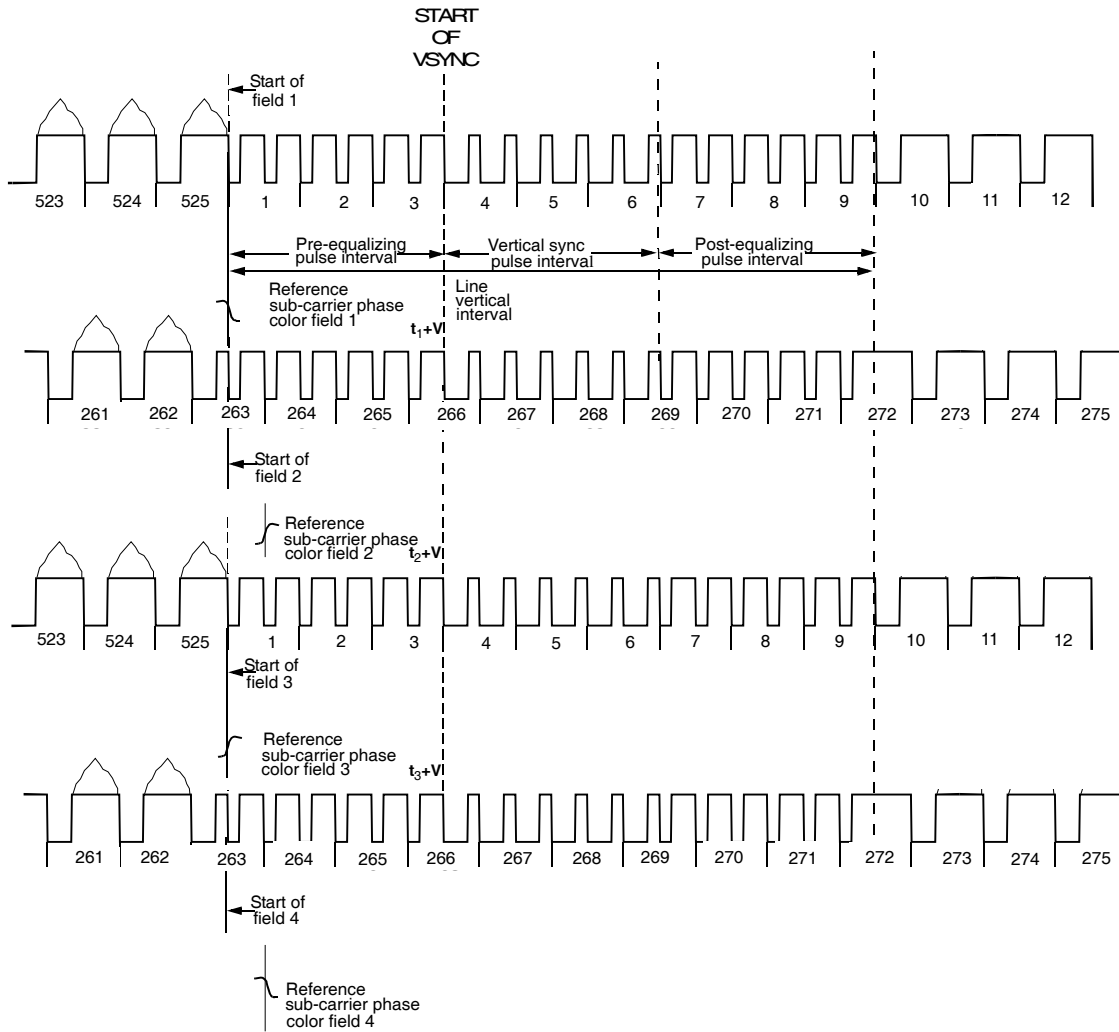 START
OF
VSYNC
Start of
field 1
523 524 525 1 2 3 4 5 6 7 8 9 10 11 12
Pre-equalizing
pulse interval
Vertical sync
pulse interval
Post-equalizing
pulse interval
Reference
sub-carrier phase
color field 1
Line
vertical
interval
t1+V
261 262 263 264 265 266 267 268 269 270 271 272 273 274 275
Start of
field 2
Reference
sub-carrier phase
color field 2
t2+V
523 524 525 1 2 3 4 5 6 7 8 9 10 11 12
Start of
field 3
Reference
sub-carrier phase
color field 3
t3+V
261 262 263 264 265 266 267 268 269 270 271 272 273 274 275
Start of
field 4
Reference
sub-carrier phase
color field 4